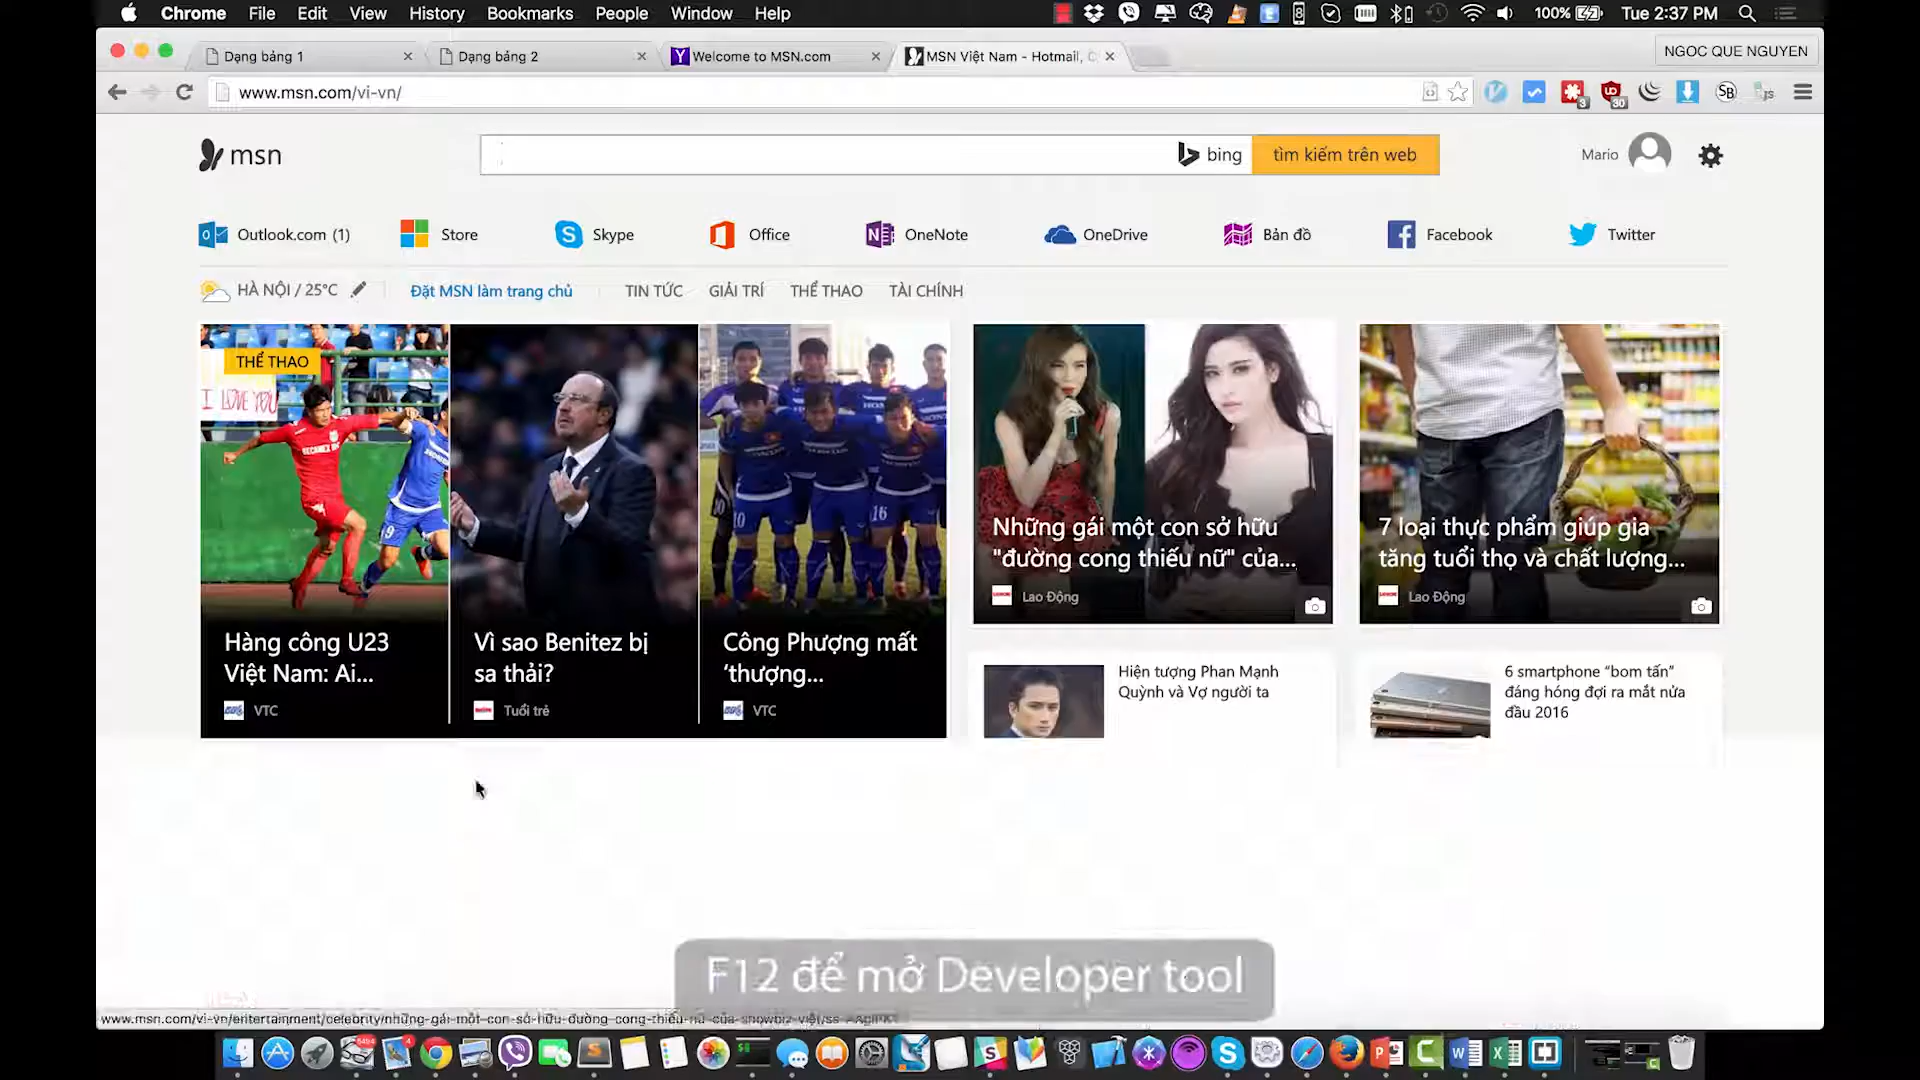 Chrome File Edit View History Bookmarks People Window Help 100% Tue 2:37 PM
Dạng bảng 1 Dạng bảng 2 Welcome to MSN.com MSN Việt Nam - Hotmail, NGOC QUE NGUYEN
www.msn.com/vi-vn/
msn bing tìm kiếm trên web Mario
Outlook.com (1) Store Skype Office OneNote OneDrive Bản đồ Facebook Twitter
HÀ NỘI / 25°C Đặt MSN làm trang chủ TIN TỨC GIẢI TRÍ THỂ THAO TÀI CHÍNH
THỂ THAO
I LOVE YOU
Hàng công U23
Việt Nam: Ai...
VTC
Vì sao Benitez bị
sa thải?
Tuổi trẻ
Công Phượng mất
‘thượng...
VTC
Những gái một con sở hữu
"đường cong thiếu nữ" của...
Lao Động
7 loại thực phẩm giúp gia
tăng tuổi thọ và chất lượng...
Lao Động
Hiện tượng Phan Mạnh
Quỳnh và Vợ người ta
6 smartphone “bom tấn”
đáng hóng đợi ra mắt nửa
đầu 2016
F12 để mở Developer tool